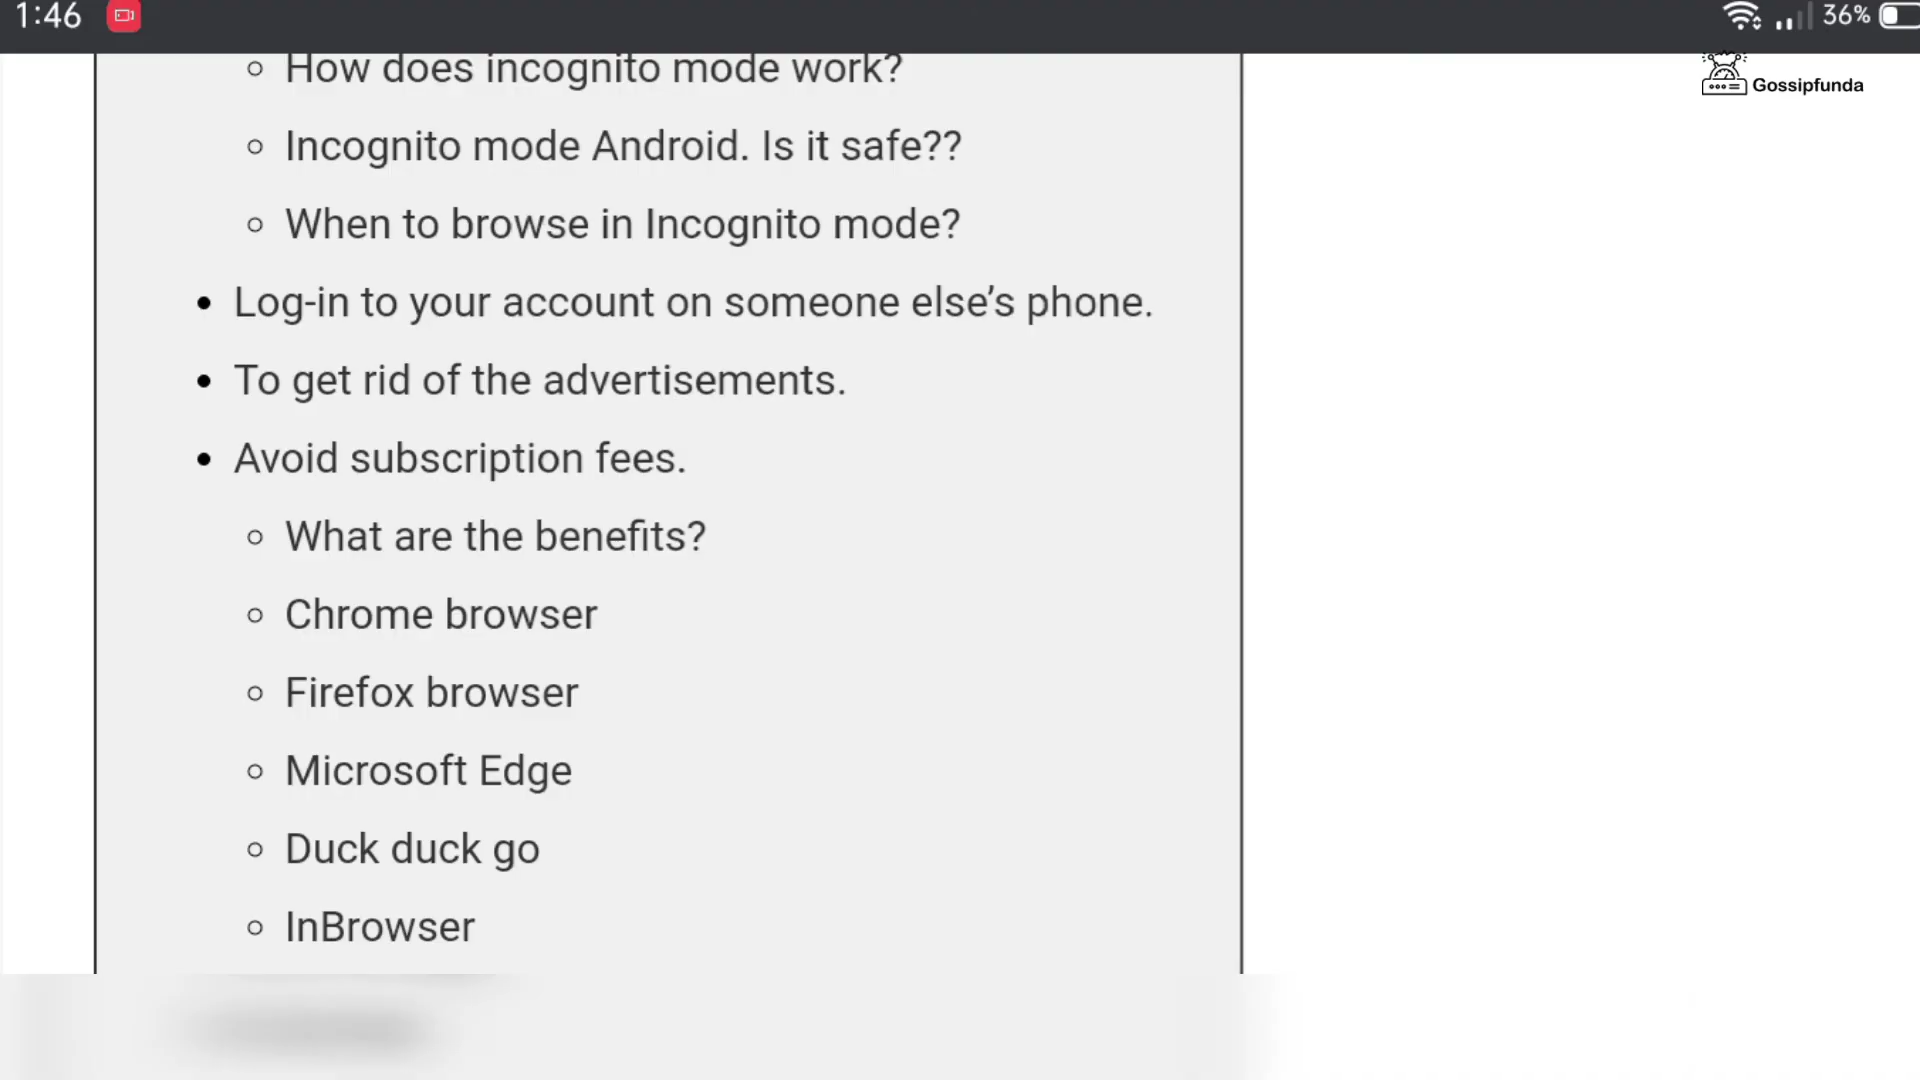 1:46
36%
Gossipfunda
How does incognito mode work?
Incognito mode Android. Is it safe??
When to browse in Incognito mode?
Log-in to your account on someone else’s phone.
To get rid of the advertisements.
Avoid subscription fees.
What are the benefits?
Chrome browser
Firefox browser
Microsoft Edge
Duck duck go
InBrowser